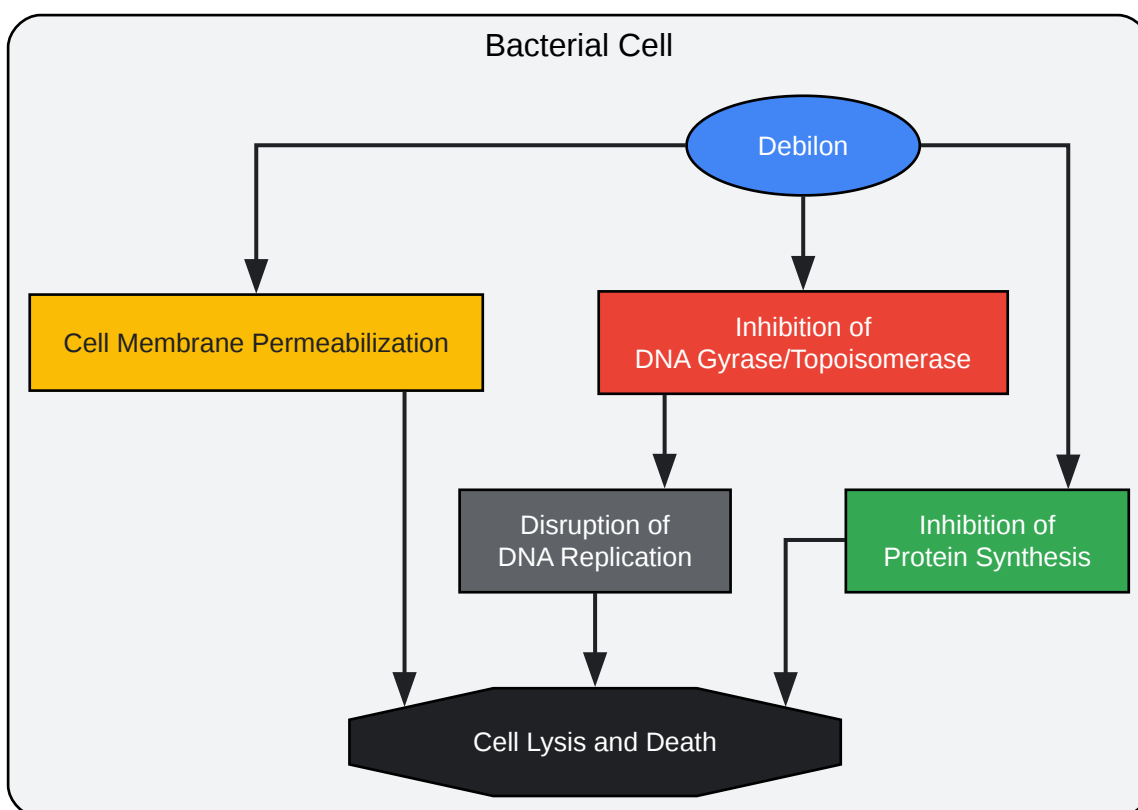 Bacterial Cell
Debilon
Cell Membrane Permeabilization
Inhibition of
DNA Gyrase/Topoisomerase
Disruption of
DNA Replication
Inhibition of
Protein Synthesis
Cell Lysis and Death